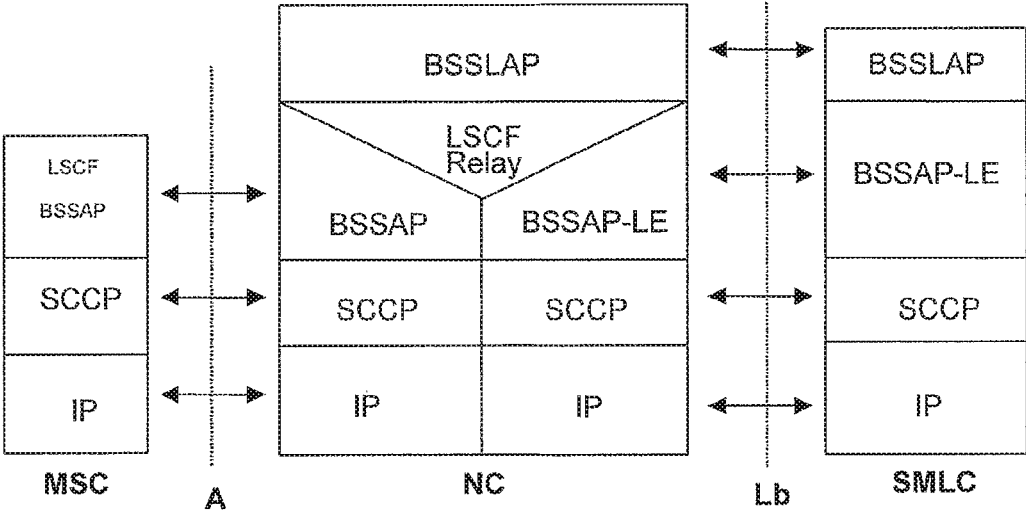 LSCF
BSSAP
SCCP
IP
MSC
A
BSSLAP
LSCF
Relay
BSSAP
BSSAP-LE
SCCP
SCCP
IP
IP
NC
Lb
BSSLAP
BSSAP-LE
SCCP
IP
SMLC